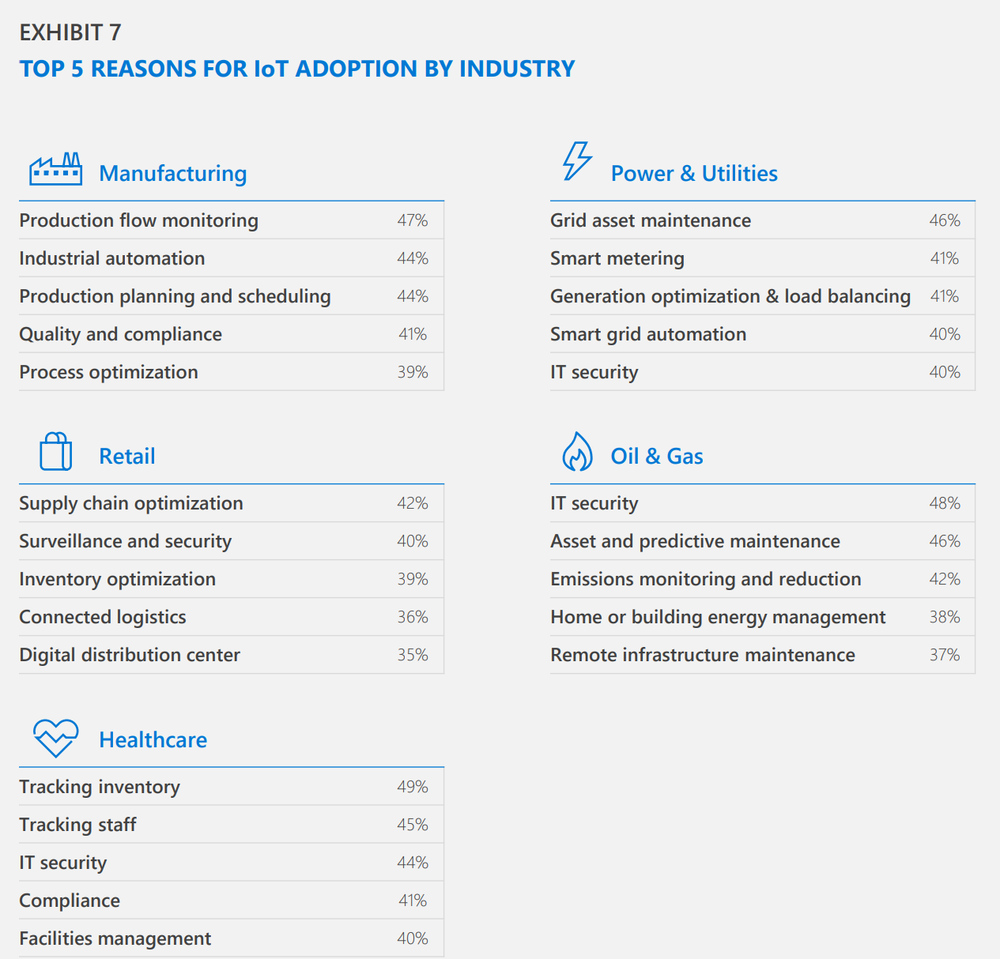 EXHIBIT 7
TOP 5 REASONS FOR IoT ADOPTION BY INDUSTRY
Manufacturing
Production flow monitoring 47%
Industrial automation 44%
Production planning and scheduling 44%
Quality and compliance 41%
Process optimization 39%
Power & Utilities
Grid asset maintenance 46%
Smart metering 41%
Generation optimization & load balancing 41%
Smart grid automation 40%
IT security 40%
Retail
Supply chain optimization 42%
Surveillance and security 40%
Inventory optimization 39%
Connected logistics 36%
Digital distribution center 35%
Oil & Gas
IT security 48%
Asset and predictive maintenance 46%
Emissions monitoring and reduction 42%
Home or building energy management 38%
Remote infrastructure maintenance 37%
Healthcare
Tracking inventory 49%
Tracking staff 45%
IT security 44%
Compliance 41%
Facilities management 40%